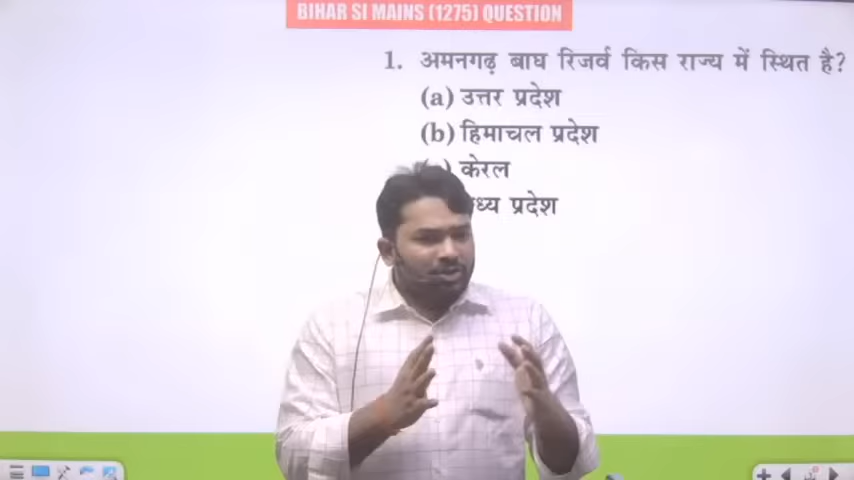 BIHAR SI MAINS (1275) QUESTION
1. अमनगढ़ बाघ रिजर्व किस राज्य में स्थित है?
(a) उत्तर प्रदेश
(b) हिमाचल प्रदेश
केरल
प्रदेश